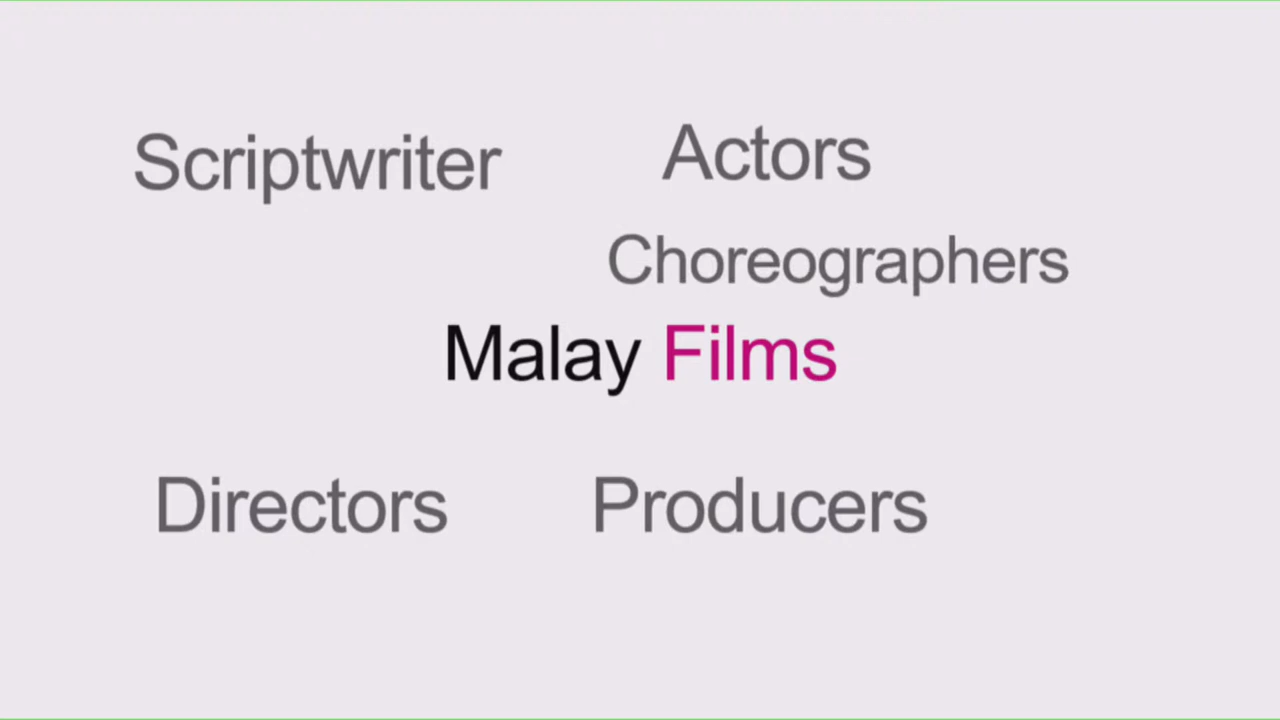 Scriptwriter
Actors
Choreographers
Malay Films
Directors
Producers